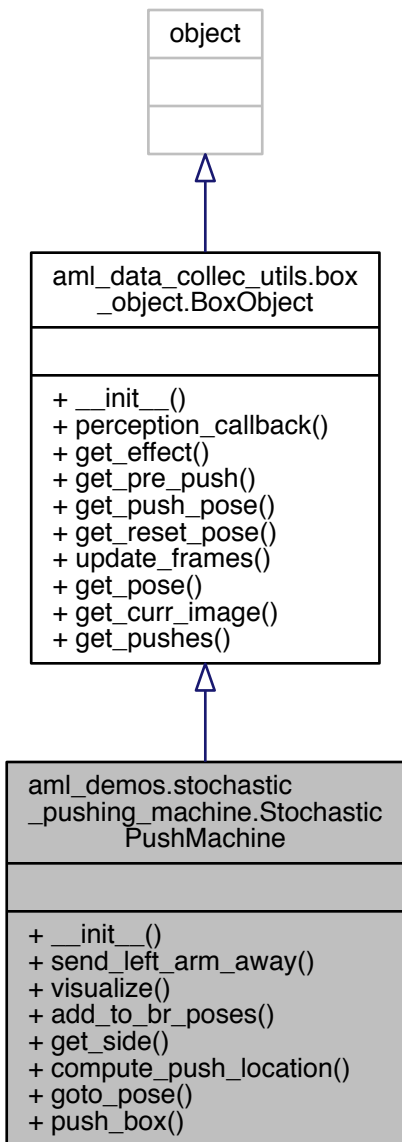 object
aml_data_collec_utils.box
_object.BoxObject
+ __init__()
+ perception_callback()
+ get_effect()
+ get_pre_push()
+ get_push_pose()
+ get_reset_pose()
+ update_frames()
+ get_pose()
+ get_curr_image()
+ get_pushes()
aml_demos.stochastic
_pushing_machine.Stochastic
PushMachine
+ __init__()
+ send_left_arm_away()
+ visualize()
+ add_to_br_poses()
+ get_side()
+ compute_push_location()
+ goto_pose()
+ push_box()